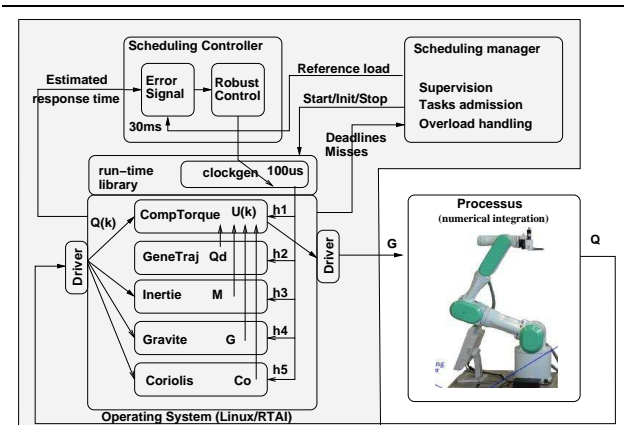 Scheduling Controller
Scheduling manager
Estimated
response time
Error
Signal
Robust
Control
30ms
Reference load
Supervision
Tasks admission
Overload handling
Start/Init/Stop
Deadlines
Misses
run−time
library
clockgen
100us
Q(k)
CompTorque
U(k)
h1
GeneTraj
Qd
h2
Inertie
M
h3
Gravite
G
h4
Coriolis
Co
h5
Driver
Driver
G
Processus
(numerical integration)
Q
ng
Operating System (Linux/RTAI)